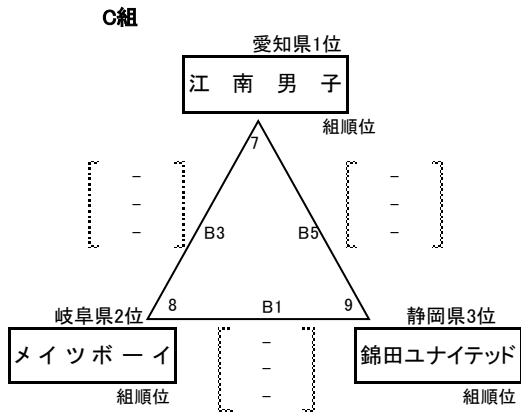 C組
愛知県1位
江南男子
組順位
7
－ －
－ －
B3 B5
－ －
岐阜県2位 8 B1 9 静岡県3位
メイツボーイ － 錦田ユナイテッド
－
組順位 － 組順位